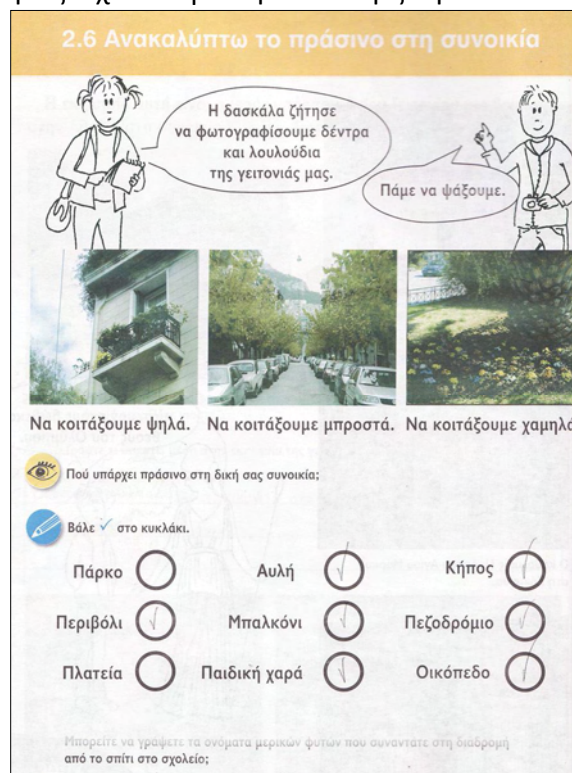 2.6 Ανακαλύπτω το πράσινο στη συνοικία
Η δασκάλα ζήτησε
να φωτογραφίσουμε δέντρα
και λουλούδια
της γειτονιάς μας.
Πάμε να ψάξουμε.
Να κοιτάξουμε ψηλά. Να κοιτάξουμε μπροστά. Να κοιτάξουμε χαμηλά
Πού υπάρχει πράσινο στη δική σας συνοικία;
Βάλε ✓ στο κυκλάκι.
Πάρκο Αυλή ✓ Κήπος ✓
Περιβόλι ✓ Μπαλκόνι ✓ Πεζοδρόμιο ✓
Πλατεία Παιδική χαρά ✓ Οικόπεδο ✓
Μπορείτε να γράψετε τα ονόματα μερικών φυτών που συναντάτε στη διαδρομή
από το σπίτι στο σχολείο;